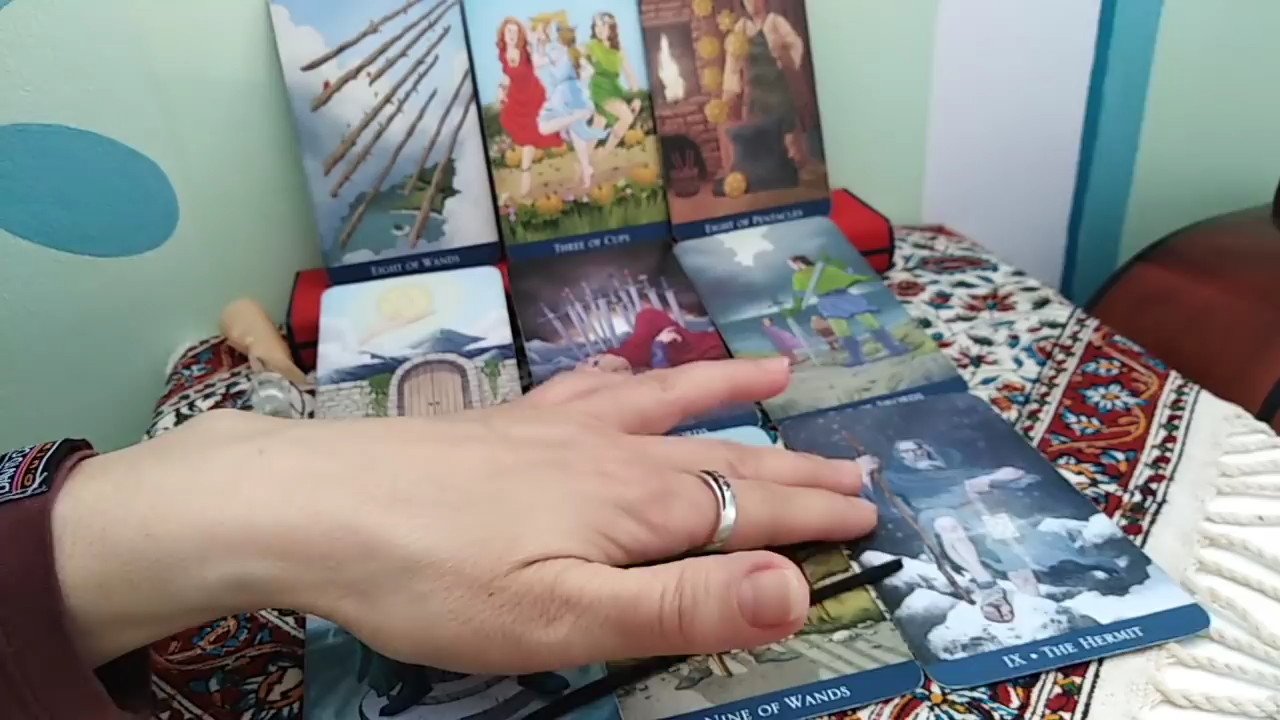 EIGHT OF WANDS
THREE OF CUPS
EIGHT OF PENTACLES
IX • THE HERMIT
NINE OF WANDS